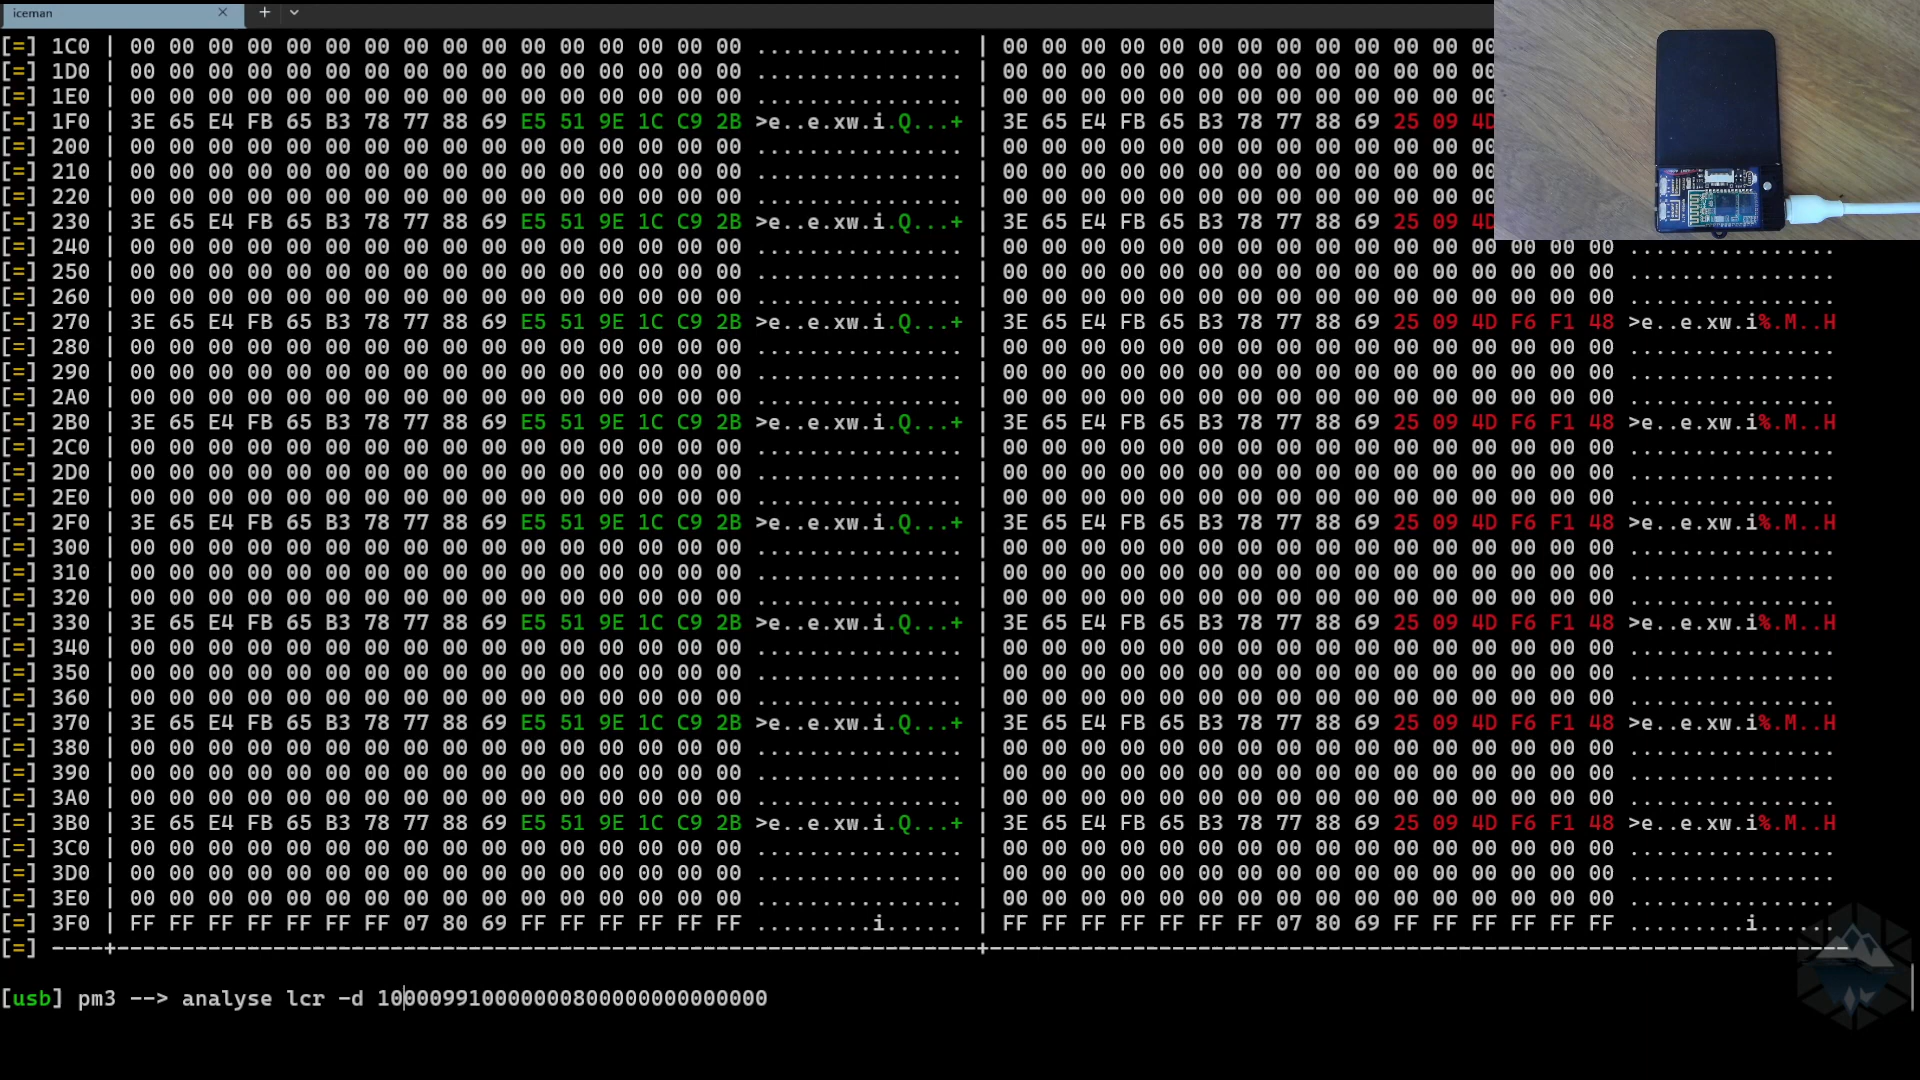 iceman
[=] 1C0 | 00 00 00 00 00 00 00 00 00 00 00 00 00 00 00 00 ................ | 00 00 00 00 00 00 00 00 00 00 00 00 00
[=] 1D0 | 00 00 00 00 00 00 00 00 00 00 00 00 00 00 00 00 ................ | 00 00 00 00 00 00 00 00 00 00 00 00 00
[=] 1E0 | 00 00 00 00 00 00 00 00 00 00 00 00 00 00 00 00 ................ | 00 00 00 00 00 00 00 00 00 00 00 00 00
[=] 1F0 | 3E 65 E4 FB 65 B3 78 77 88 69 E5 51 9E 1C C9 2B >e..e.xw.i.Q...+ | 3E 65 E4 FB 65 B3 78 77 88 69 25 09 4D
[=] 200 | 00 00 00 00 00 00 00 00 00 00 00 00 00 00 00 00 ................ | 00 00 00 00 00 00 00 00 00 00 00 00 00
[=] 210 | 00 00 00 00 00 00 00 00 00 00 00 00 00 00 00 00 ................ | 00 00 00 00 00 00 00 00 00 00 00 00 00
[=] 220 | 00 00 00 00 00 00 00 00 00 00 00 00 00 00 00 00 ................ | 00 00 00 00 00 00 00 00 00 00 00 00 00
[=] 230 | 3E 65 E4 FB 65 B3 78 77 88 69 E5 51 9E 1C C9 2B >e..e.xw.i.Q...+ | 3E 65 E4 FB 65 B3 78 77 88 69 25 09 4D
[=] 240 | 00 00 00 00 00 00 00 00 00 00 00 00 00 00 00 00 ................ | 00 00 00 00 00 00 00 00 00 00 00 00 00 00 00 00 ................
[=] 250 | 00 00 00 00 00 00 00 00 00 00 00 00 00 00 00 00 ................ | 00 00 00 00 00 00 00 00 00 00 00 00 00 00 00 00 ................
[=] 260 | 00 00 00 00 00 00 00 00 00 00 00 00 00 00 00 00 ................ | 00 00 00 00 00 00 00 00 00 00 00 00 00 00 00 00 ................
[=] 270 | 3E 65 E4 FB 65 B3 78 77 88 69 E5 51 9E 1C C9 2B >e..e.xw.i.Q...+ | 3E 65 E4 FB 65 B3 78 77 88 69 25 09 4D F6 F1 48 >e..e.xw.i%.M..H
[=] 280 | 00 00 00 00 00 00 00 00 00 00 00 00 00 00 00 00 ................ | 00 00 00 00 00 00 00 00 00 00 00 00 00 00 00 00 ................
[=] 290 | 00 00 00 00 00 00 00 00 00 00 00 00 00 00 00 00 ................ | 00 00 00 00 00 00 00 00 00 00 00 00 00 00 00 00 ................
[=] 2A0 | 00 00 00 00 00 00 00 00 00 00 00 00 00 00 00 00 ................ | 00 00 00 00 00 00 00 00 00 00 00 00 00 00 00 00 ................
[=] 2B0 | 3E 65 E4 FB 65 B3 78 77 88 69 E5 51 9E 1C C9 2B >e..e.xw.i.Q...+ | 3E 65 E4 FB 65 B3 78 77 88 69 25 09 4D F6 F1 48 >e..e.xw.i%.M..H
[=] 2C0 | 00 00 00 00 00 00 00 00 00 00 00 00 00 00 00 00 ................ | 00 00 00 00 00 00 00 00 00 00 00 00 00 00 00 00 ................
[=] 2D0 | 00 00 00 00 00 00 00 00 00 00 00 00 00 00 00 00 ................ | 00 00 00 00 00 00 00 00 00 00 00 00 00 00 00 00 ................
[=] 2E0 | 00 00 00 00 00 00 00 00 00 00 00 00 00 00 00 00 ................ | 00 00 00 00 00 00 00 00 00 00 00 00 00 00 00 00 ................
[=] 2F0 | 3E 65 E4 FB 65 B3 78 77 88 69 E5 51 9E 1C C9 2B >e..e.xw.i.Q...+ | 3E 65 E4 FB 65 B3 78 77 88 69 25 09 4D F6 F1 48 >e..e.xw.i%.M..H
[=] 300 | 00 00 00 00 00 00 00 00 00 00 00 00 00 00 00 00 ................ | 00 00 00 00 00 00 00 00 00 00 00 00 00 00 00 00 ................
[=] 310 | 00 00 00 00 00 00 00 00 00 00 00 00 00 00 00 00 ................ | 00 00 00 00 00 00 00 00 00 00 00 00 00 00 00 00 ................
[=] 320 | 00 00 00 00 00 00 00 00 00 00 00 00 00 00 00 00 ................ | 00 00 00 00 00 00 00 00 00 00 00 00 00 00 00 00 ................
[=] 330 | 3E 65 E4 FB 65 B3 78 77 88 69 E5 51 9E 1C C9 2B >e..e.xw.i.Q...+ | 3E 65 E4 FB 65 B3 78 77 88 69 25 09 4D F6 F1 48 >e..e.xw.i%.M..H
[=] 340 | 00 00 00 00 00 00 00 00 00 00 00 00 00 00 00 00 ................ | 00 00 00 00 00 00 00 00 00 00 00 00 00 00 00 00 ................
[=] 350 | 00 00 00 00 00 00 00 00 00 00 00 00 00 00 00 00 ................ | 00 00 00 00 00 00 00 00 00 00 00 00 00 00 00 00 ................
[=] 360 | 00 00 00 00 00 00 00 00 00 00 00 00 00 00 00 00 ................ | 00 00 00 00 00 00 00 00 00 00 00 00 00 00 00 00 ................
[=] 370 | 3E 65 E4 FB 65 B3 78 77 88 69 E5 51 9E 1C C9 2B >e..e.xw.i.Q...+ | 3E 65 E4 FB 65 B3 78 77 88 69 25 09 4D F6 F1 48 >e..e.xw.i%.M..H
[=] 380 | 00 00 00 00 00 00 00 00 00 00 00 00 00 00 00 00 ................ | 00 00 00 00 00 00 00 00 00 00 00 00 00 00 00 00 ................
[=] 390 | 00 00 00 00 00 00 00 00 00 00 00 00 00 00 00 00 ................ | 00 00 00 00 00 00 00 00 00 00 00 00 00 00 00 00 ................
[=] 3A0 | 00 00 00 00 00 00 00 00 00 00 00 00 00 00 00 00 ................ | 00 00 00 00 00 00 00 00 00 00 00 00 00 00 00 00 ................
[=] 3B0 | 3E 65 E4 FB 65 B3 78 77 88 69 E5 51 9E 1C C9 2B >e..e.xw.i.Q...+ | 3E 65 E4 FB 65 B3 78 77 88 69 25 09 4D F6 F1 48 >e..e.xw.i%.M..H
[=] 3C0 | 00 00 00 00 00 00 00 00 00 00 00 00 00 00 00 00 ................ | 00 00 00 00 00 00 00 00 00 00 00 00 00 00 00 00 ................
[=] 3D0 | 00 00 00 00 00 00 00 00 00 00 00 00 00 00 00 00 ................ | 00 00 00 00 00 00 00 00 00 00 00 00 00 00 00 00 ................
[=] 3E0 | 00 00 00 00 00 00 00 00 00 00 00 00 00 00 00 00 ................ | 00 00 00 00 00 00 00 00 00 00 00 00 00 00 00 00 ................
[=] 3F0 | FF FF FF FF FF FF FF 07 80 69 FF FF FF FF FF FF .........i...... | FF FF FF FF FF FF FF 07 80 69 FF FF FF FF FF FF .........i......
[=] ----+-------------------------------------------------------------------+-------------------------------------------------------------------
[usb] pm3 --> analyse lcr -d 100009910000000800000000000000